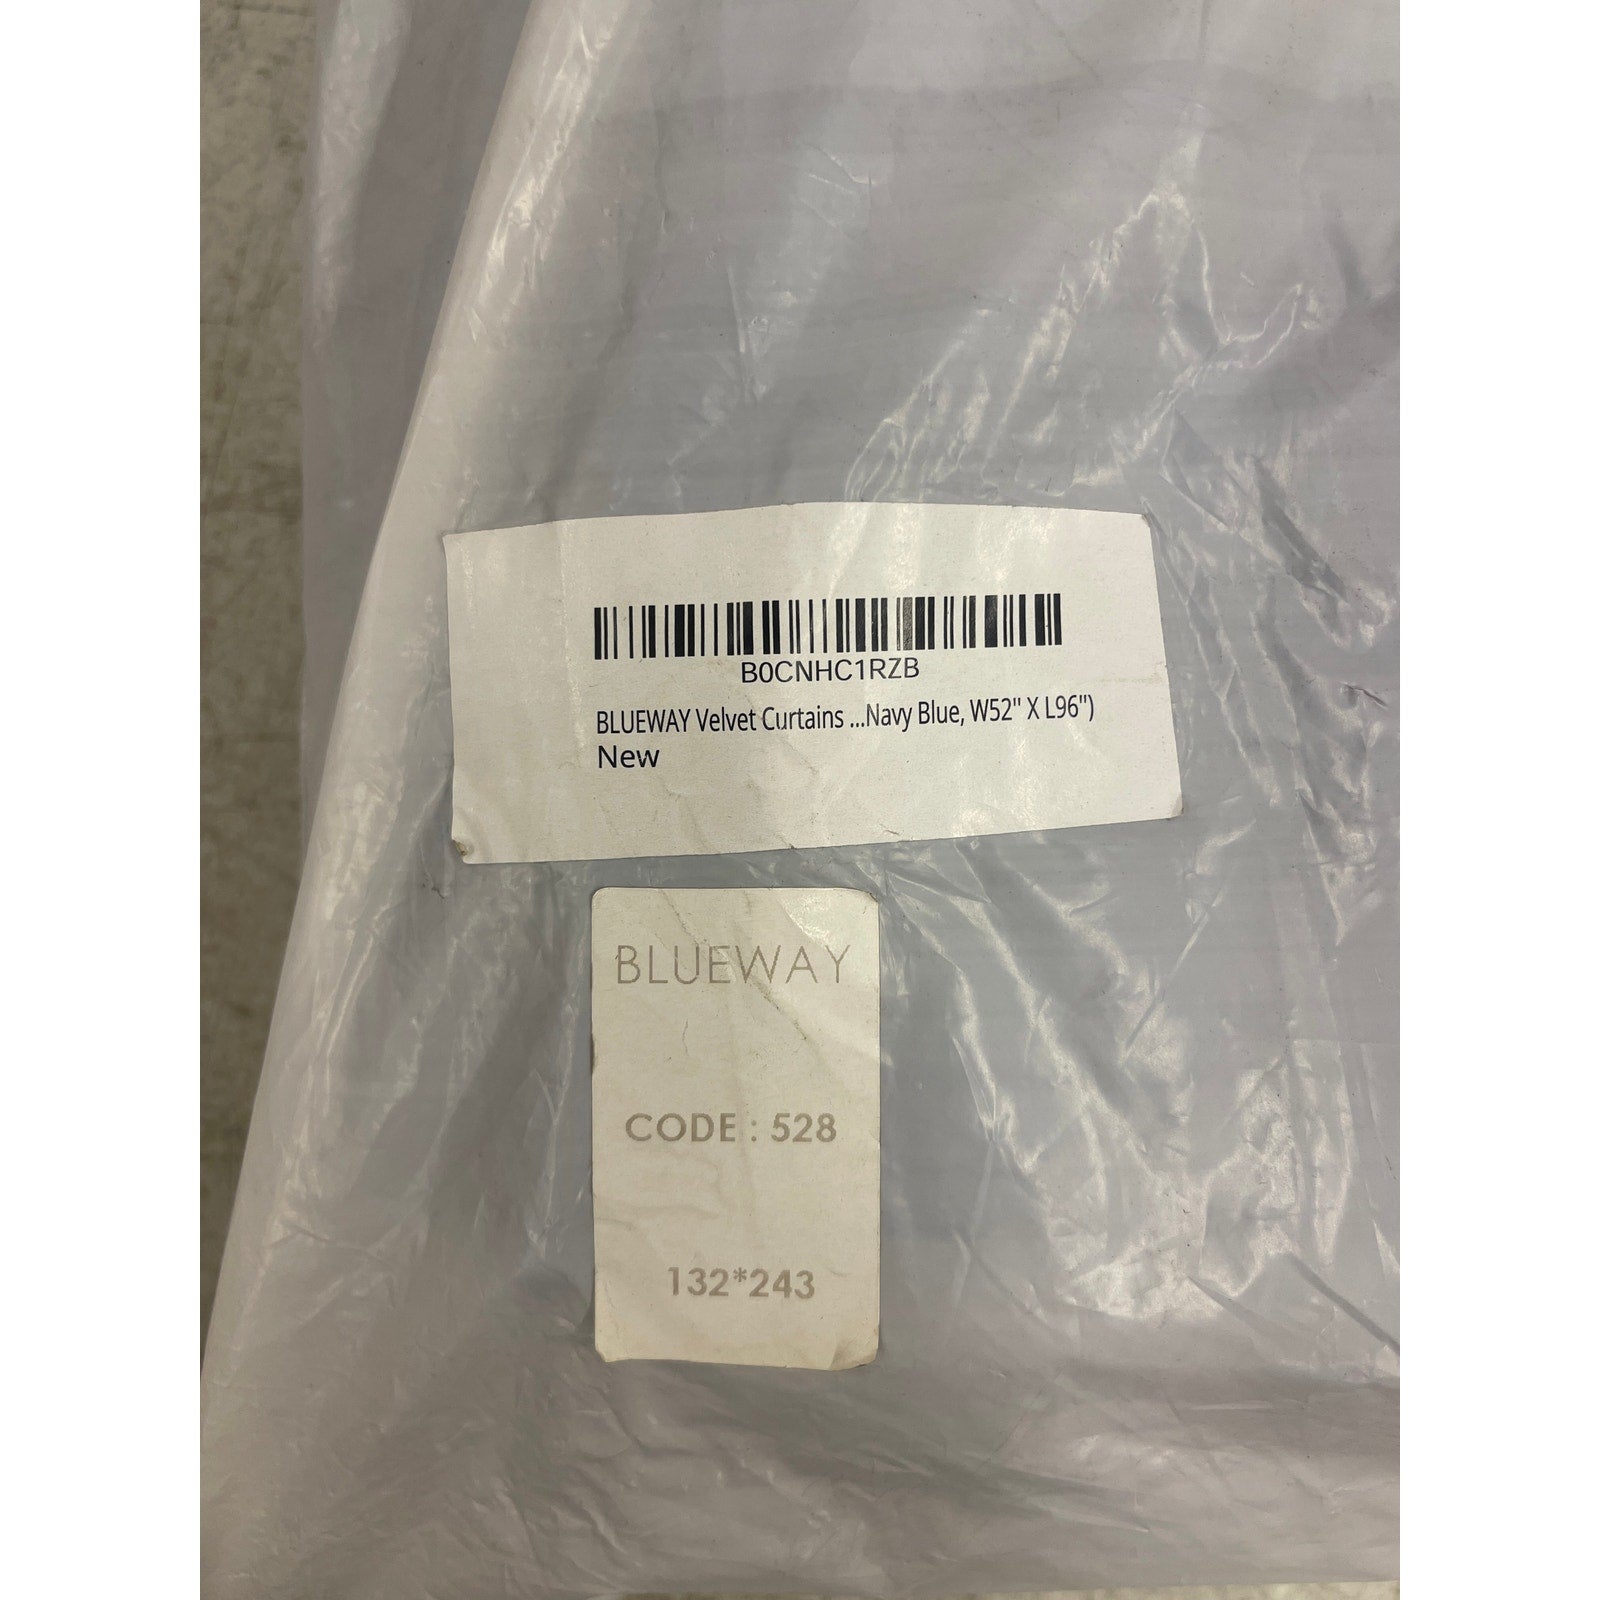 B0CNHC1RZB
BLUEWAY Velvet Curtains ...Navy Blue, W52" X L96")
New
BLUEWAY
CODE : 528
132*243